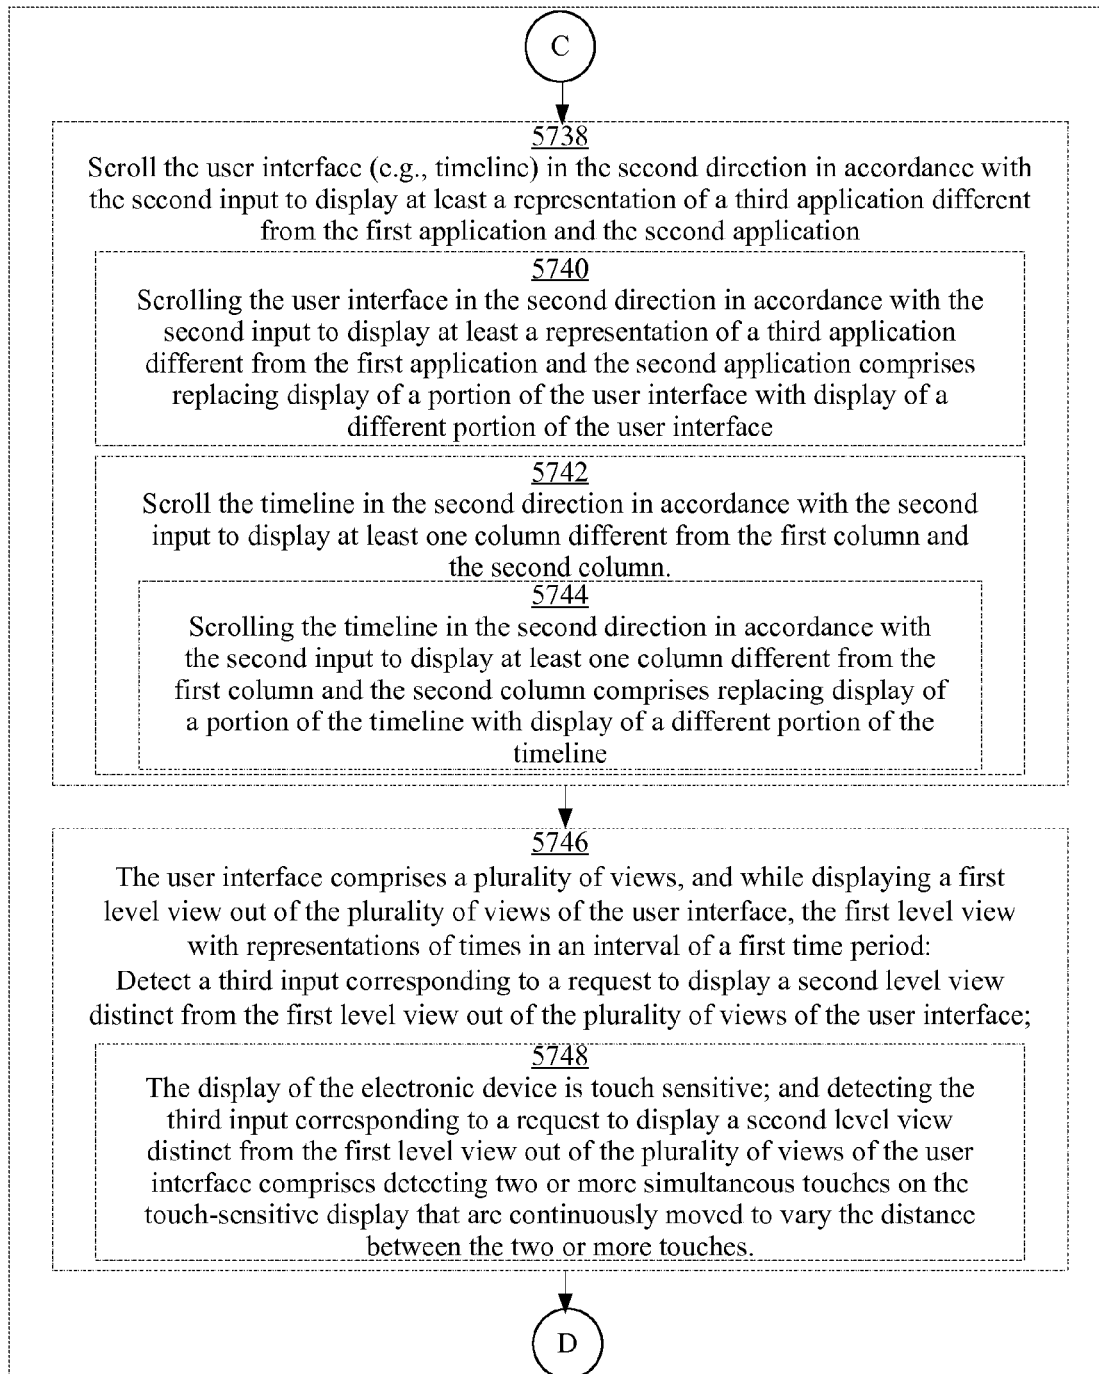 C
5738
Scroll the user interface (e.g., timeline) in the second direction in accordance with
the second input to display at least a representation of a third application different
from the first application and the second application
5740
Scrolling the user interface in the second direction in accordance with the
second input to display at least a representation of a third application
different from the first application and the second application comprises
replacing display of a portion of the user interface with display of a
different portion of the user interface
5742
Scroll the timeline in the second direction in accordance with the second
input to display at least one column different from the first column and
the second column.
5744
Scrolling the timeline in the second direction in accordance with
the second input to display at least one column different from the
first column and the second column comprises replacing display of
a portion of the timeline with display of a different portion of the
timeline
5746
The user interface comprises a plurality of views, and while displaying a first
level view out of the plurality of views of the user interface, the first level view
with representations of times in an interval of a first time period:
Detect a third input corresponding to a request to display a second level view
distinct from the first level view out of the plurality of views of the user interface;
5748
The display of the electronic device is touch sensitive; and detecting the
third input corresponding to a request to display a second level view
distinct from the first level view out of the plurality of views of the user
interface comprises detecting two or more simultaneous touches on the
touch-sensitive display that are continuously moved to vary the distance
between the two or more touches.
D